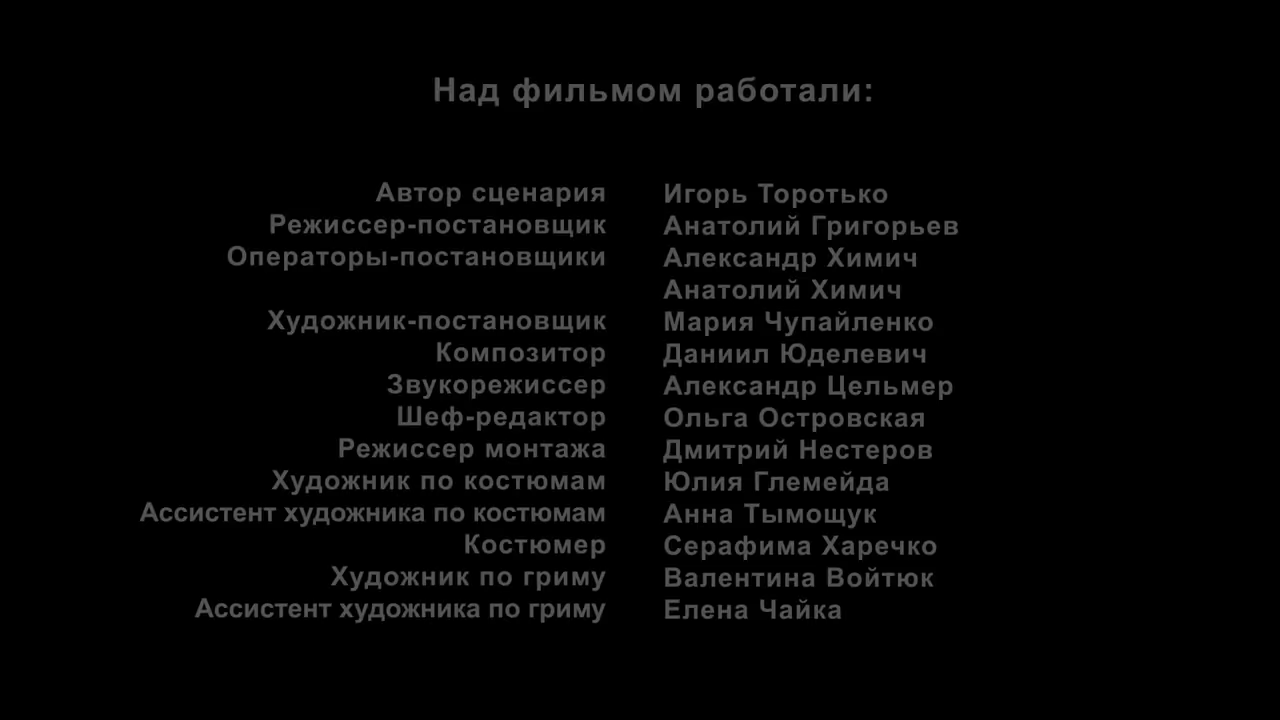 Над фильмом работали:
Автор сценария Игорь Торотько
Режиссер-постановщик Анатолий Григорьев
Операторы-постановщики Александр Химич
Анатолий Химич
Художник-постановщик Мария Чупайленко
Композитор Даниил Юделевич
Звукорежиссер Александр Цельмер
Шеф-редактор Ольга Островская
Режиссер монтажа Дмитрий Нестеров
Художник по костюмам Юлия Глемейда
Ассистент художника по костюмам Анна Тымощук
Костюмер Серафима Харечко
Художник по гриму Валентина Войтюк
Ассистент художника по гриму Елена Чайка